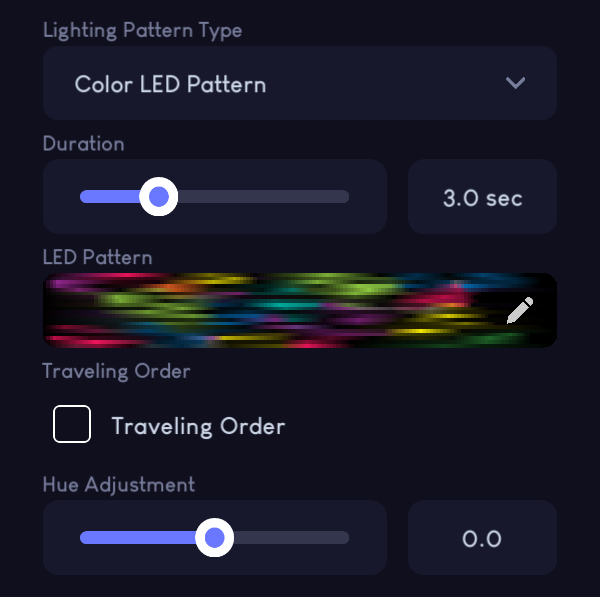 Lighting Pattern Type
Color LED Pattern
Duration
3.0 sec
LED Pattern
Traveling Order
Traveling Order
Hue Adjustment
0.0